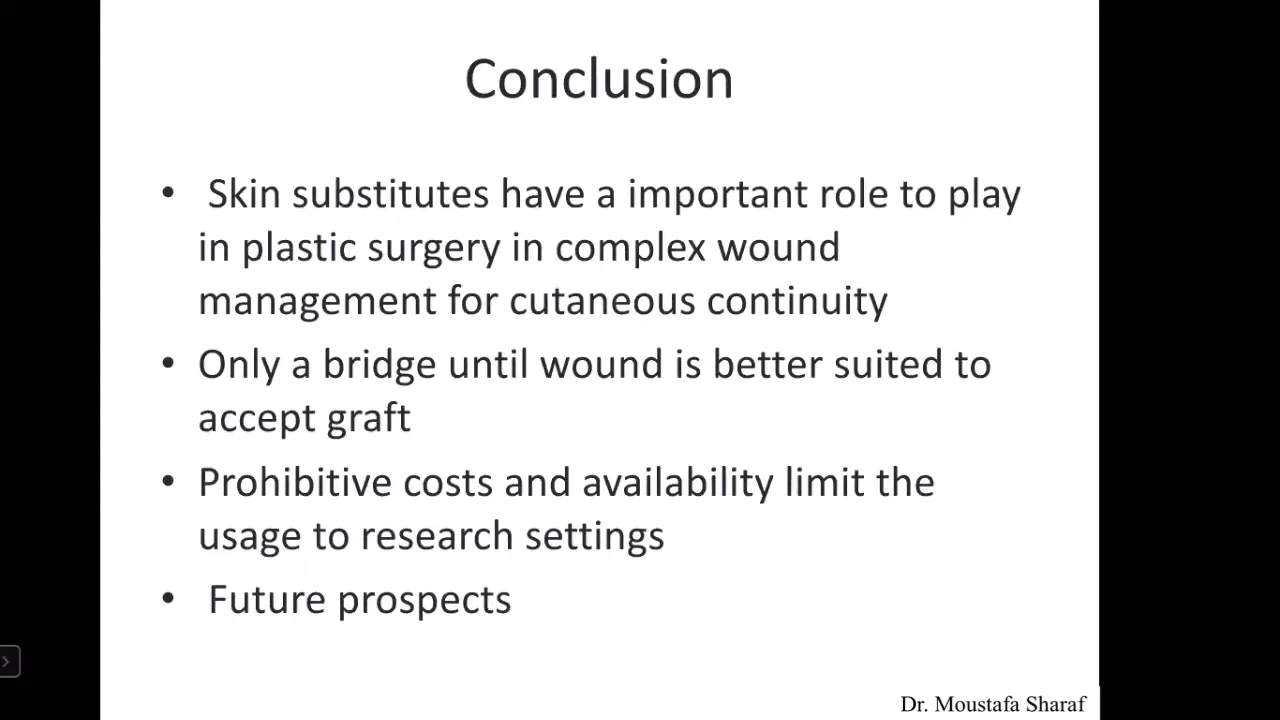 Conclusion
• Skin substitutes have a important role to play
in plastic surgery in complex wound
management for cutaneous continuity
• Only a bridge until wound is better suited to
accept graft
• Prohibitive costs and availability limit the
usage to research settings
• Future prospects
Dr. Moustafa Sharaf